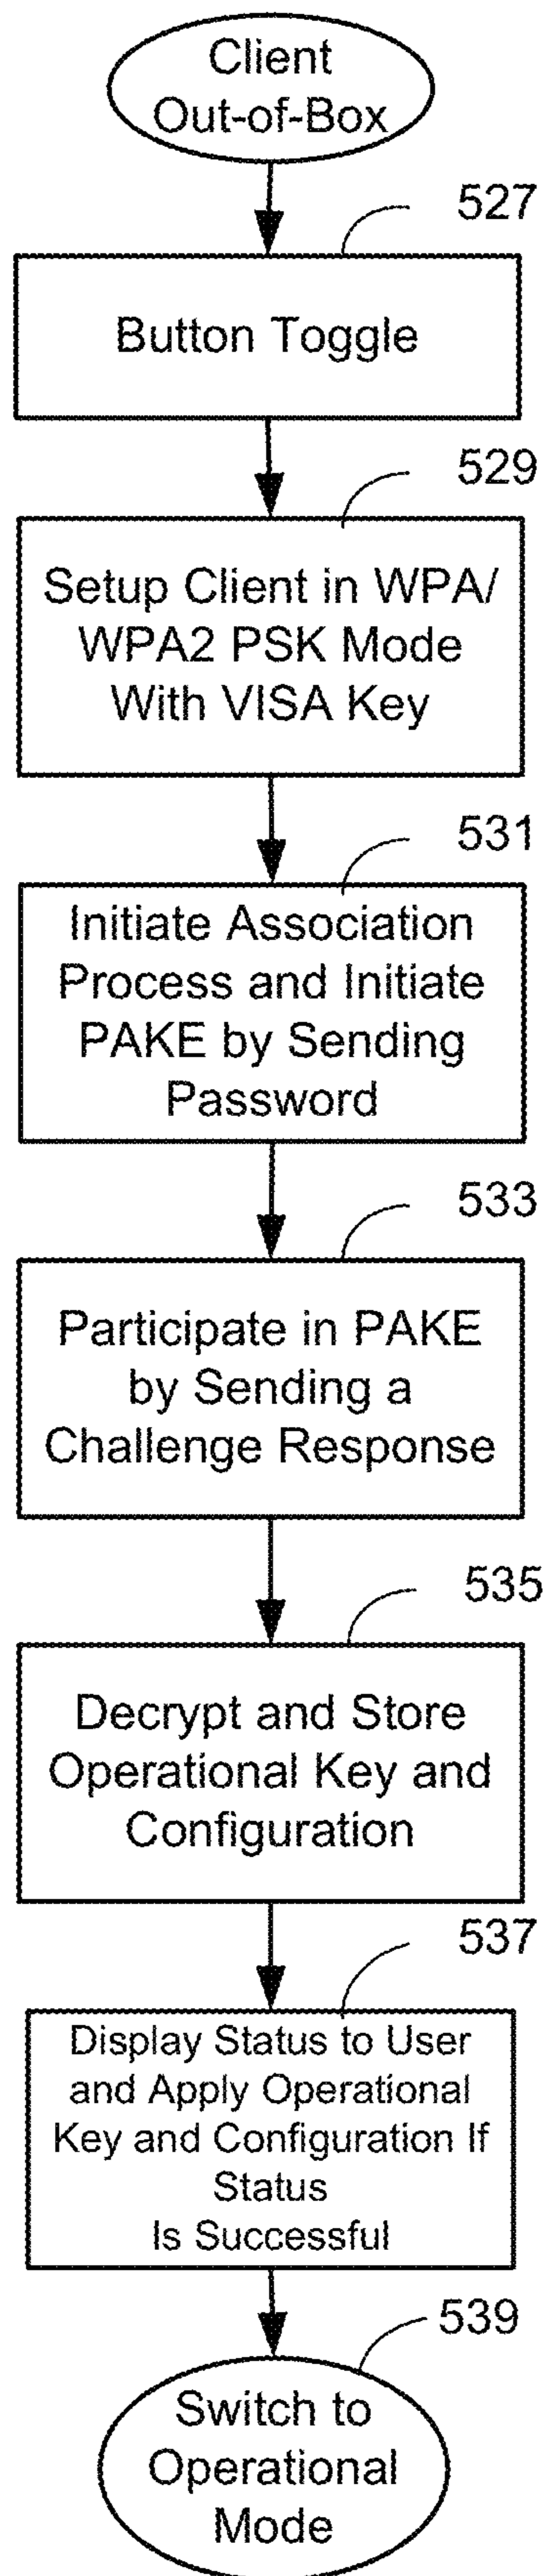 Client
Out-of-Box
527
Button Toggle
529
Setup Client in WPA/
WPA2 PSK Mode
With VISA Key
531
Initiate Association
Process and Initiate
PAKE by Sending
Password
533
Participate in PAKE
by Sending a
Challenge Response
535
Decrypt and Store
Operational Key and
Configuration
537
Display Status to User
and Apply Operational
Key and Configuration If
Status
Is Successful
539
Switch to
Operational
Mode